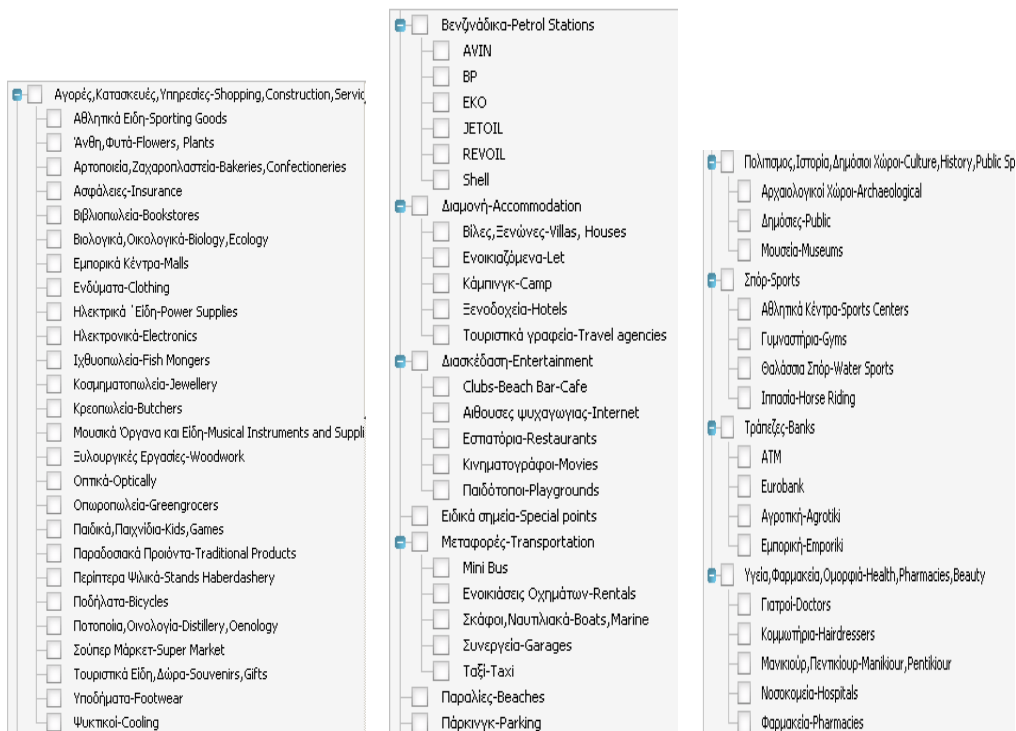 Αγορές,Κατασκευές,Υπηρεσίες-Shopping,Construction,Servic
Αθλητικά Ειδη-Sporting Goods
Άνθη,Φυτά-Flowers, Plants
Αρτοποιεία,Ζαχαροπλαστεία-Bakeries,Confectioneries
Ασφάλειες-Insurance
Βιβλιοπωλεία-Bookstores
Βιολογικά,Οικολογικά-Biology,Ecology
Εμπορικά Κέντρα-Malls
Ενδύματα-Clothing
Ηλεκτρικά ΄Είδη-Power Supplies
Ηλεκτρονικά-Electronics
Ιχθυοπωλεία-Fish Mongers
Κοσμηματοπωλεία-Jewellery
Κρεοπωλεία-Butchers
Μουσικά Όργανα και Είδη-Musical Instruments and Suppli
Ξυλουργικές Εργασίες-Woodwork
Οπτικά-Optically
Οπωροπωλεία-Greengrocers
Παιδικά,Παιχνίδια-Kids,Games
Παραδοσιακά Προιόντα-Traditional Products
Περίπτερα Ψιλικά-Stands Haberdashery
Ποδήλατα-Bicycles
Ποτοποιία,Οινολογία-Distillery,Oenology
Σούπερ Μάρκετ-Super Market
Τουριστικά Είδη,Δώρα-Souvenirs,Gifts
Υποδήματα-Footwear
Ψυκτικοί-Cooling
Βενζινάδικα-Petrol Stations
AVIN
BP
EKO
JETOIL
REVOIL
Shell
Διαμονή-Accommodation
Βίλες,Ξενώνες-Villas, Houses
Ενοικιαζόμενα-Let
Κάμπινγκ-Camp
Ξενοδοχεία-Hotels
Τουριστικά γραφεία-Travel agencies
Διασκέδαση-Entertainment
Clubs-Beach Bar-Cafe
Αιθουσες ψυχαγωγιας-Internet
Εσπατόρια-Restaurants
Κινηματογράφοι-Movies
Παιδότοποι-Playgrounds
Ειδικά σημεία-Special points
Μεταφορές-Transportation
Mini Bus
Ενοικιάσεις Οχημάτων-Rentals
Σκάφοι,Ναυτιλιακά-Boats,Marine
Συνεργεία-Garages
Ταξί-Taxi
Παραλίες-Beaches
Πάρκινγκ-Parking
Πολιτισμος,Ιστορία,Δημόσιοι Χώροι-Culture,History,Public Sp
Αρχαιολογικοί Χώροι-Archaeological
Δημόσιες-Public
Μουσεία-Museums
Σπόρ-Sports
Αθλητικά Κέντρα-Sports Centers
Γυμναστήρια-Gyms
Θαλάσσια Σπόρ-Water Sports
Ιππασία-Horse Riding
Τράπεζες-Banks
ATM
Eurobank
Αγροτική-Agrotiki
Εμπορική-Emporiki
Υγεία,Φαρμακεία,Ομορφιά-Health,Pharmacies,Beauty
Γιατροί-Doctors
Κομμωτήρια-Hairdressers
Μανικιούρ,Πεντικίουρ-Manikiour,Pentikiour
Νοσοκομεία-Hospitals
Φαρμακεία-Pharmacies